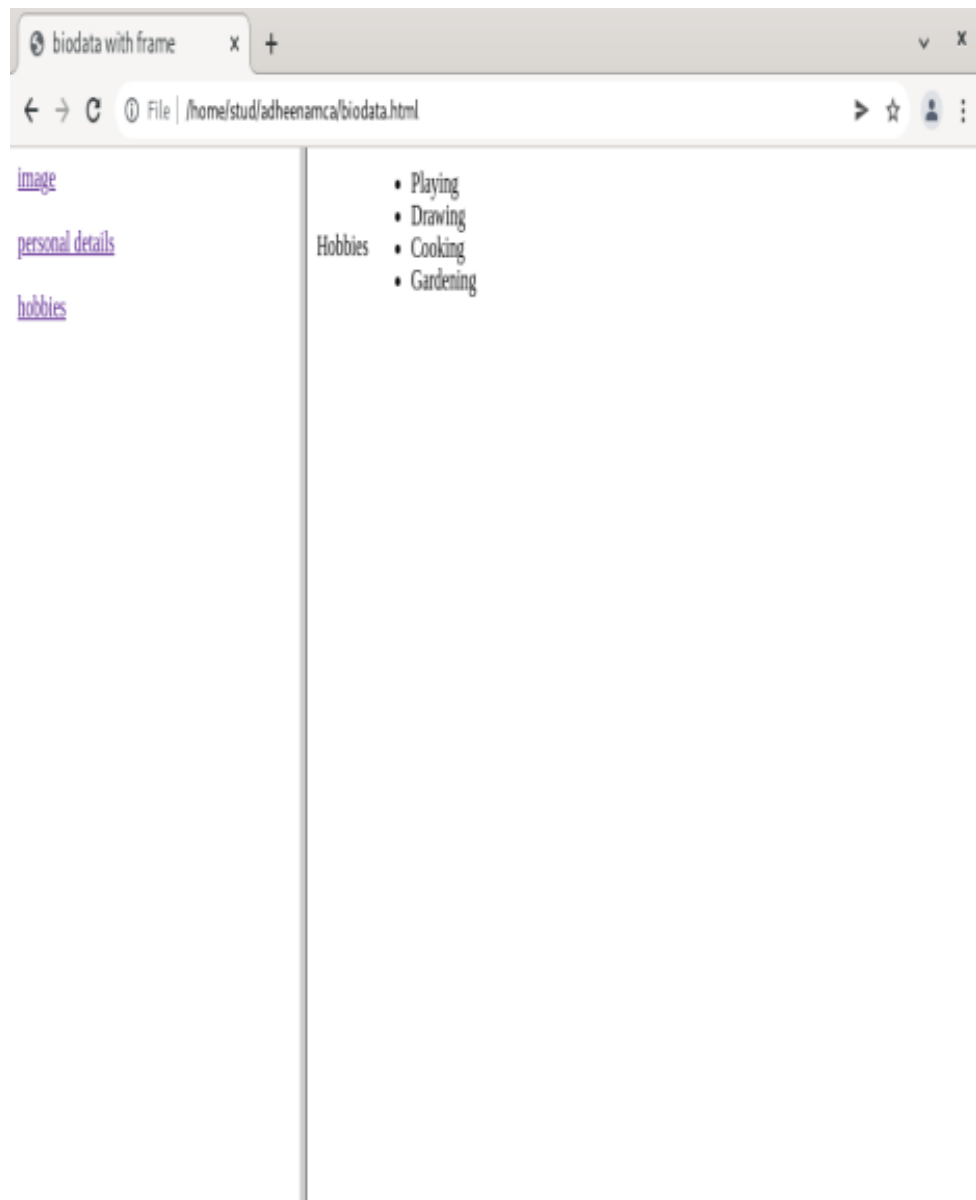 biodata with frame
File | /home/stud/adheenamca/biodata.html
image
personal details
hobbies
Hobbies
• Playing
• Drawing
• Cooking
• Gardening